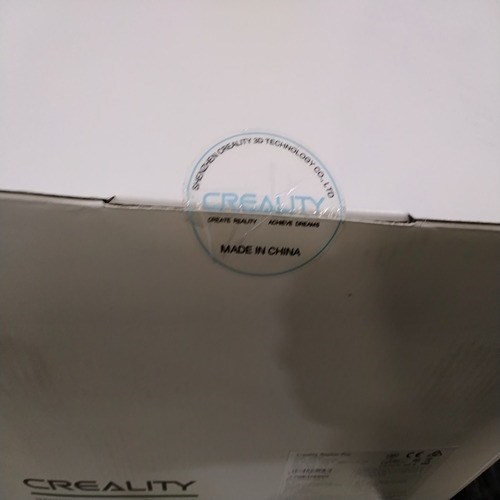 SHENZHEN CREALITY 3D TECHNOLOGY CO., LTD
CREALITY
CREATE REALITY ACHIEVE DREAMS
MADE IN CHINA
CREALITY